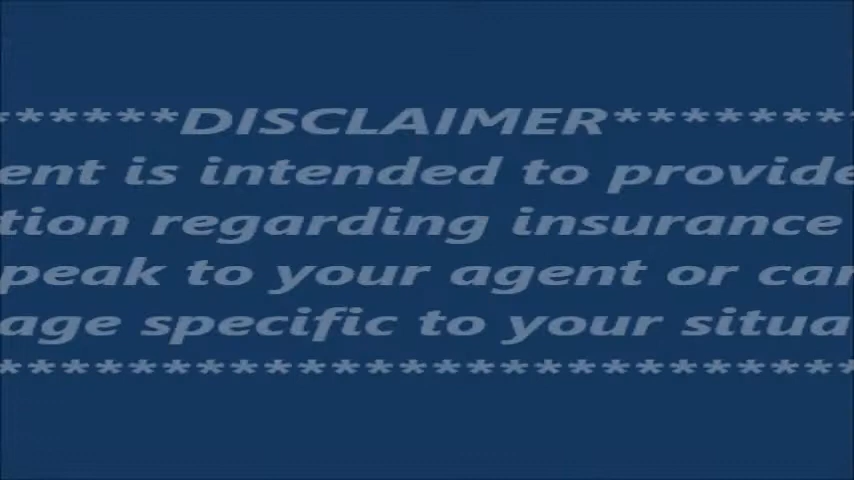 ******DISCLAIMER********
ent is intended to provide
tion regarding insurance
peak to your agent or car
age specific to your situa
*************************